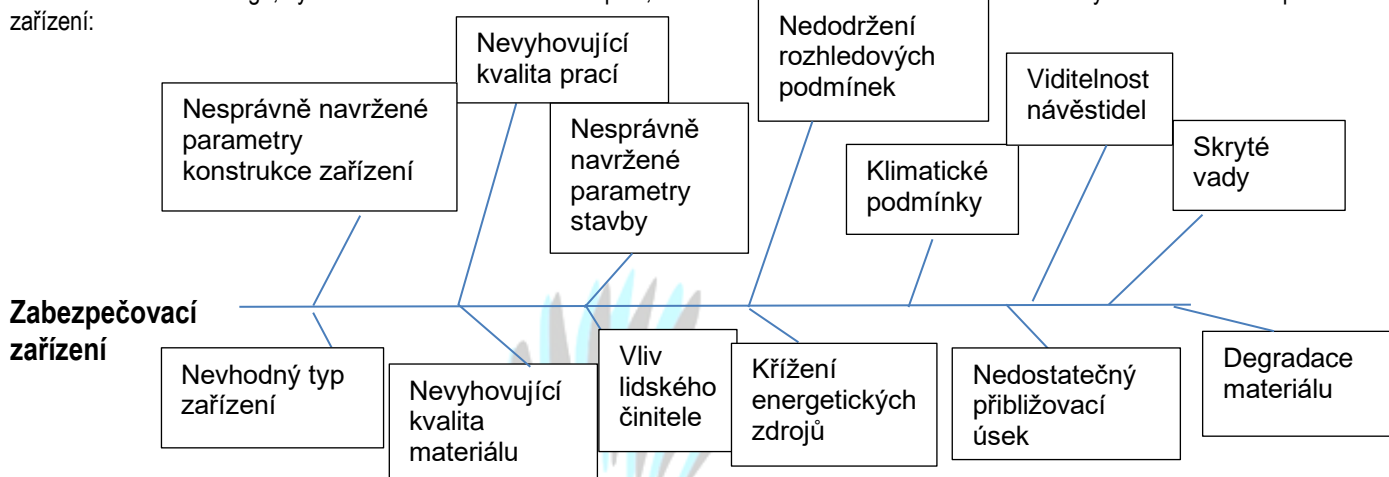 zařízení:
Nevyhovující
kvalita prací
Nedodržení
rozhledových
podmínek
Viditelnost
návěstidel
Nesprávně navržené
parametry
konstrukce zařízení
Nesprávně
navržené
parametry
stavby
Klimatické
podmínky
Skryté
vady
Zabezpečovací
zařízení
Nevhodný typ
zařízení
Nevyhovující
kvalita
materiálu
Vliv
lidského
činitele
Křížení
energetických
zdrojů
Nedostatečný
přibližovací
úsek
Degradace
materiálu